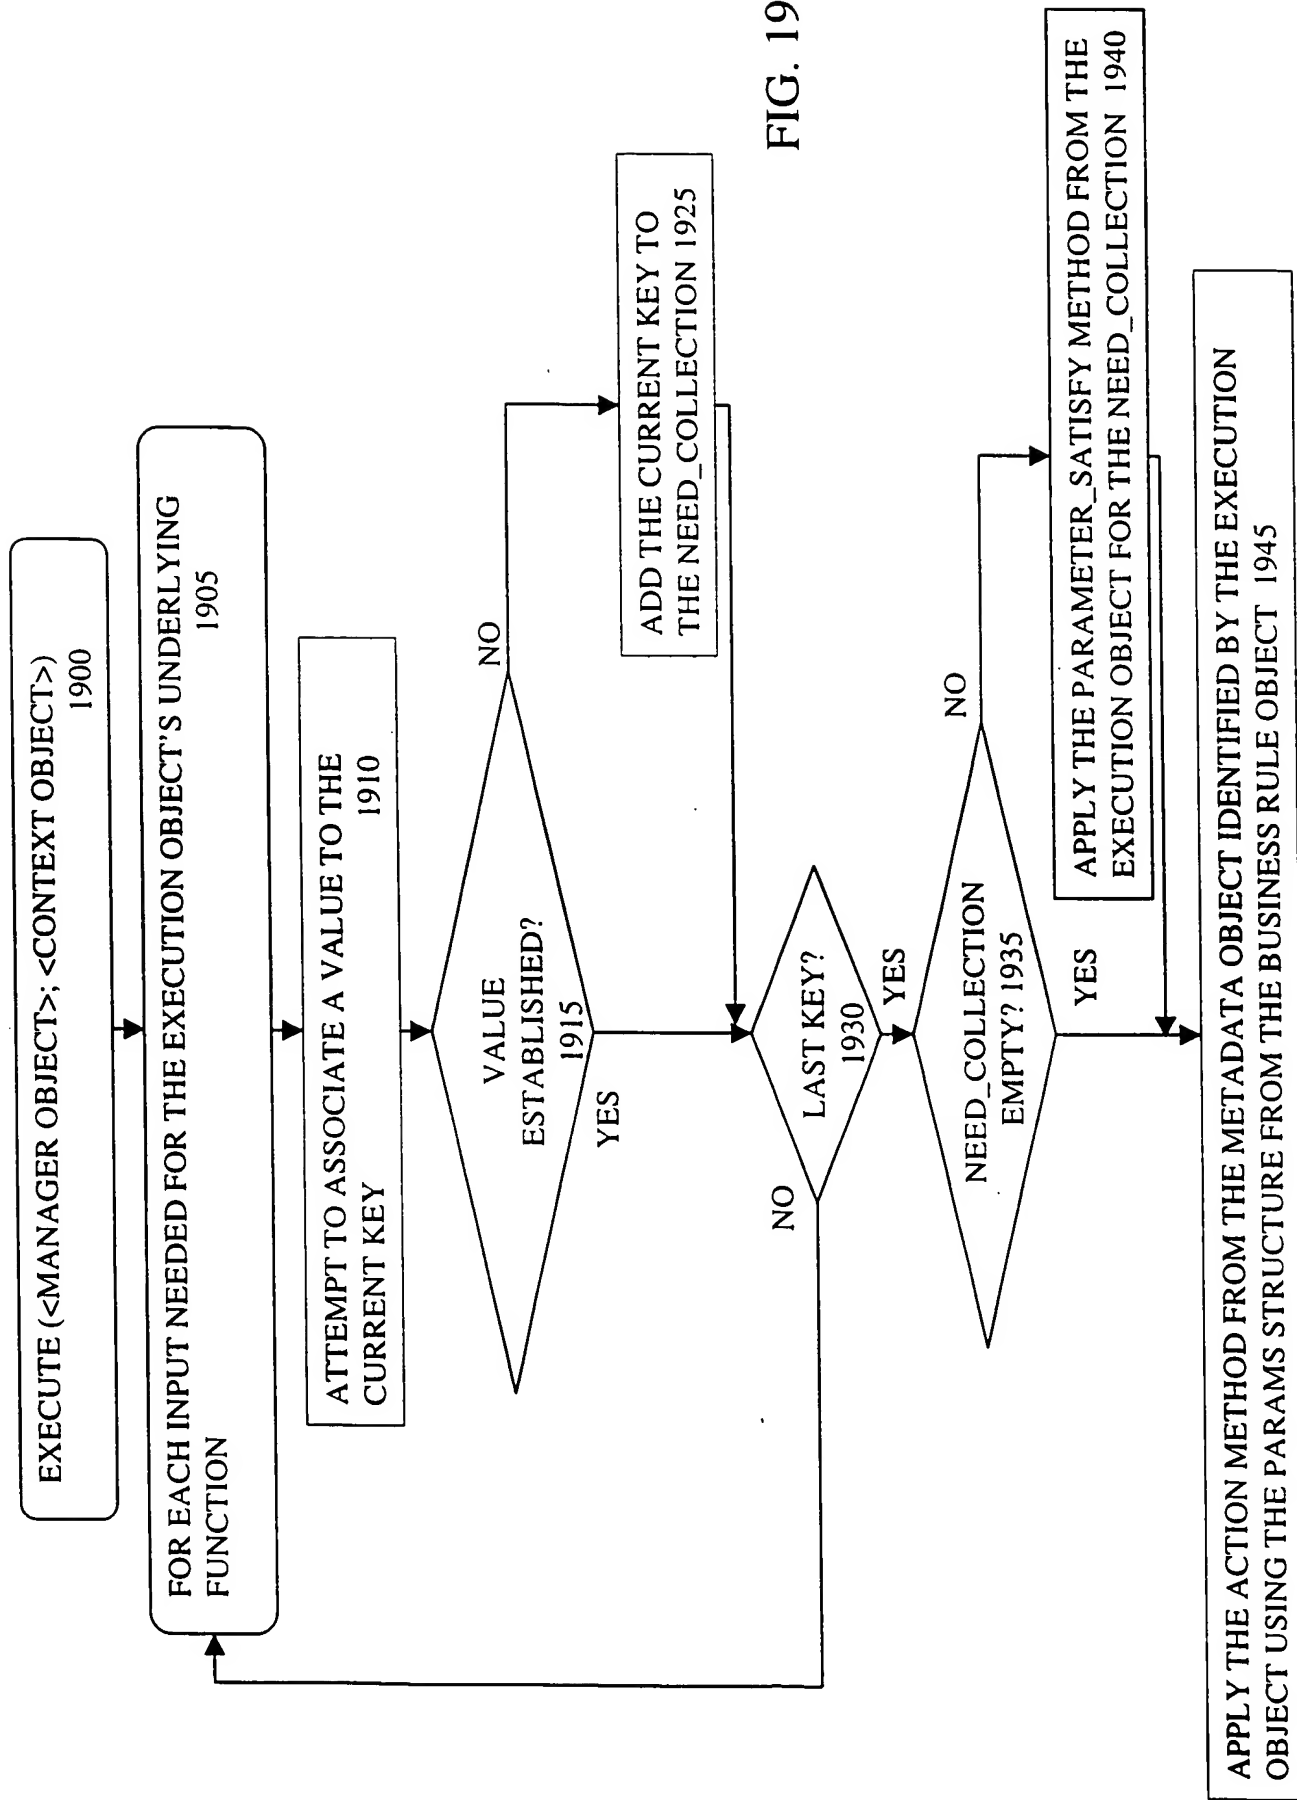 EXECUTE (<MANAGER OBJECT>; <CONTEXT OBJECT>)
1900
FOR EACH INPUT NEEDED FOR THE EXECUTION OBJECT'S UNDERLYING
FUNCTION 1905
ATTEMPT TO ASSOCIATE A VALUE TO THE
CURRENT KEY 1910
VALUE
ESTABLISHED?
1915
NO
YES
ADD THE CURRENT KEY TO
THE NEED_COLLECTION 1925
LAST KEY?
1930
NO
YES
NEED_COLLECTION
EMPTY? 1935
NO
YES
APPLY THE PARAMETER_SATISFY METHOD FROM THE
EXECUTION OBJECT FOR THE NEED_COLLECTION 1940
APPLY THE ACTION METHOD FROM THE METADATA OBJECT IDENTIFIED BY THE EXECUTION
OBJECT USING THE PARAMS STRUCTURE FROM THE BUSINESS RULE OBJECT 1945
FIG. 19